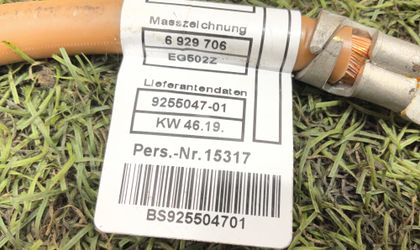 Masszeichnung
6 929 706
EG502Z
Lieferantendaten
9255047-01
KW 46.19.
Pers.-Nr. 15317
BS925504701